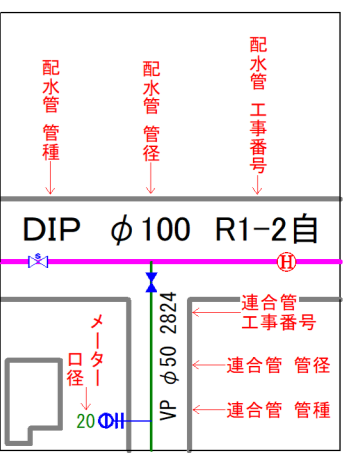 配水管 管種
配水管 管径
配水管 工事番号
DIP φ100 R1-2自
S
H
VP φ50 2824
連合管
工事番号
連合管 管径
連合管 管種
メーター
口径
20